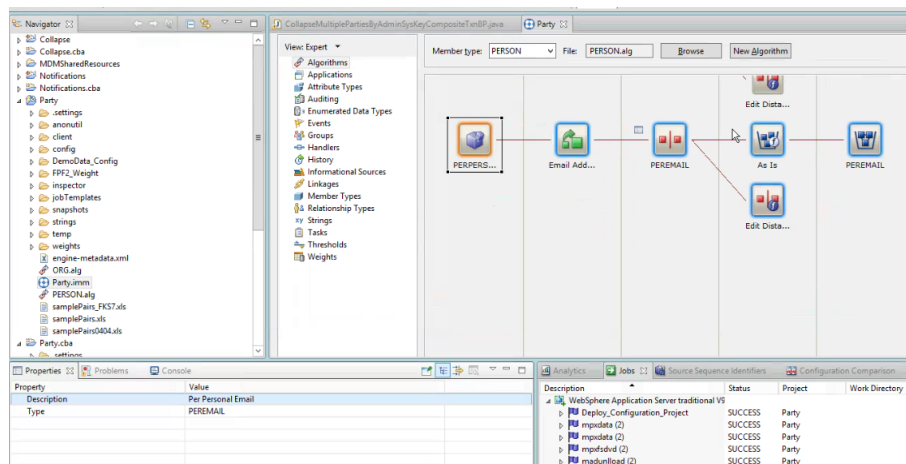 Navigator
CollapseMultiplePartiesByAdminSysKeyCompositeTxnBP.java
Party
Collapse
Collapse.cba
MDMSharedResources
Notifications
Notifications.cba
Party
.settings
anonutil
client
config
DemoData_Config
FPF2_Weight
inspector
jobTemplates
snapshots
strings
temp
weights
engine-metadata.xml
ORG.alg
Party.imm
PERSON.alg
samplePairs_FKS7.xls
samplePairs.xls
samplePairs0404.xls
Party.cba
settings
View: Expert
Algorithms
Applications
Attribute Types
Auditing
Enumerated Data Types
Events
Groups
Handlers
History
Informational Sources
Linkages
Member Types
Relationship Types
xy Strings
Tasks
Thresholds
Weights
Member type: PERSON File: PERSON.alg Browse New Algorithm
Edit Dista...
PERPERS... Email Add... PEREMAIL As Is PEREMAIL
Edit Dista...
Properties Problems Console
Property Value
Description Per Personal Email
Type PEREMAIL
Analytics Jobs Source Sequence Identifiers Configuration Comparison
Description Status Project Work Directory
WebSphere Application Server traditional V9
Deploy_Configuration_Project SUCCESS Party
mpxdata (2) SUCCESS Party
mpxfsdvd (2) SUCCESS Party
madunlload (2) SUCCESS Party